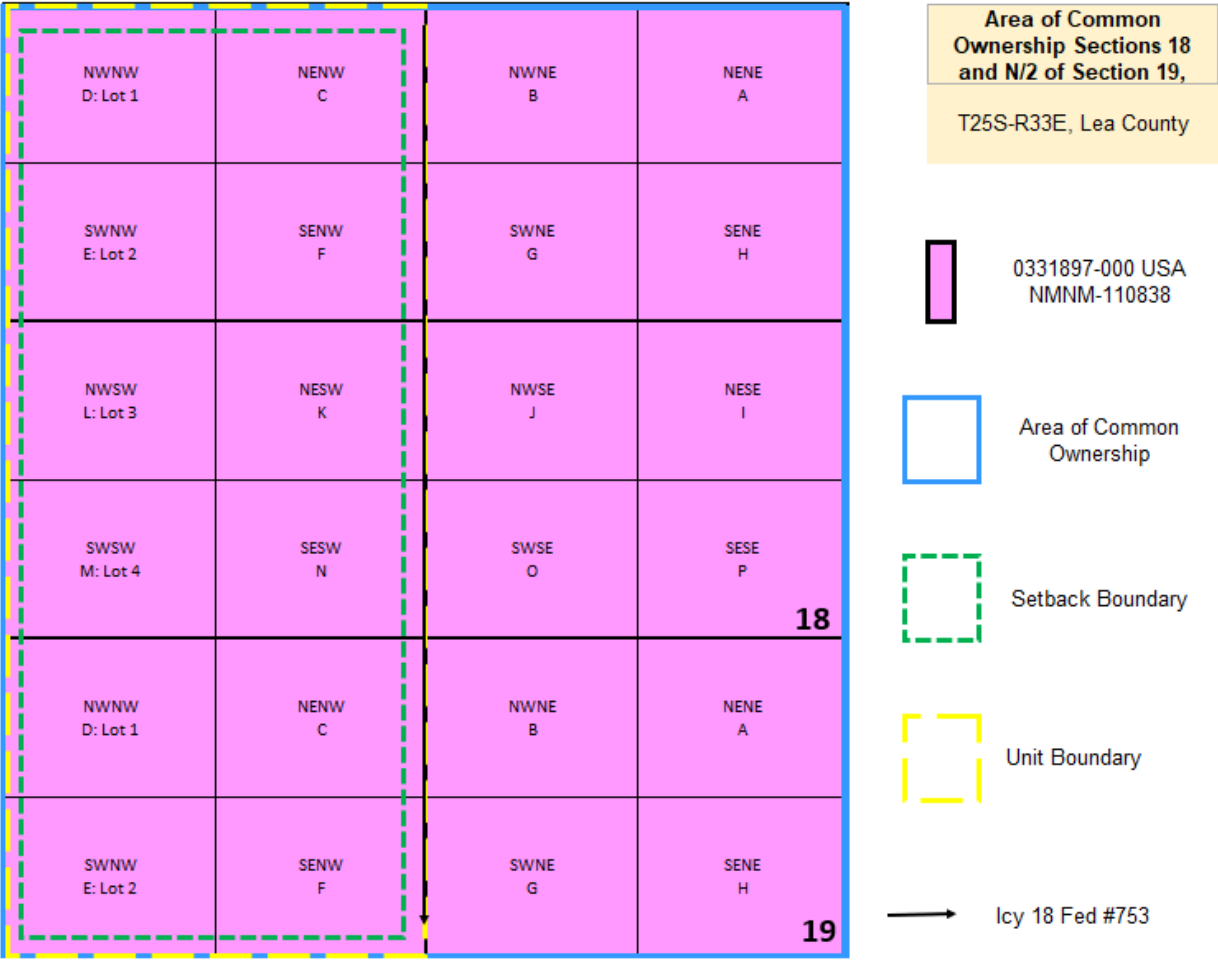 NWNW
D: Lot 1
NENW
C
NWNE
B
NENE
A
SWNW
E: Lot 2
SENW
F
SWNE
G
SENE
H
NWSW
L: Lot 3
NESW
K
NWSE
J
NESE
I
SWSW
M: Lot 4
SESW
N
SWSE
O
SESE
P
18
NWNW
D: Lot 1
NENW
C
NWNE
B
NENE
A
SWNW
E: Lot 2
SENW
F
SWNE
G
SENE
H
19
Area of Common
Ownership Sections 18
and N/2 of Section 19,
T25S-R33E, Lea County
0331897-000 USA
NMNM-110838
Area of Common
Ownership
Setback Boundary
Unit Boundary
Icy 18 Fed #753